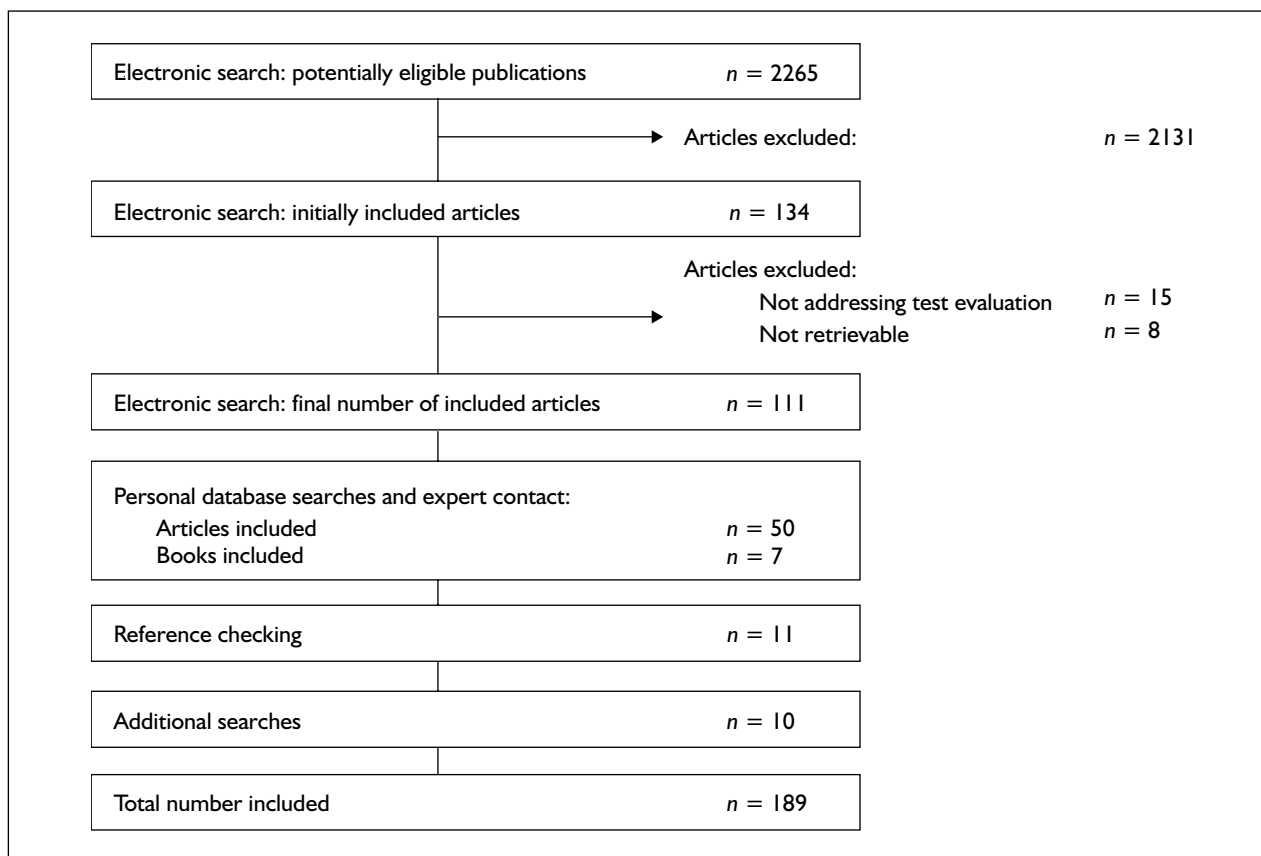 Electronic search: potentially eligible publications n = 2265
Articles excluded: n = 2131
Electronic search: initially included articles n = 134
Articles excluded:
Not addressing test evaluation n = 15
Not retrievable n = 8
Electronic search: final number of included articles n = 111
Personal database searches and expert contact:
Articles included n = 50
Books included n = 7
Reference checking n = 11
Additional searches n = 10
Total number included n = 189